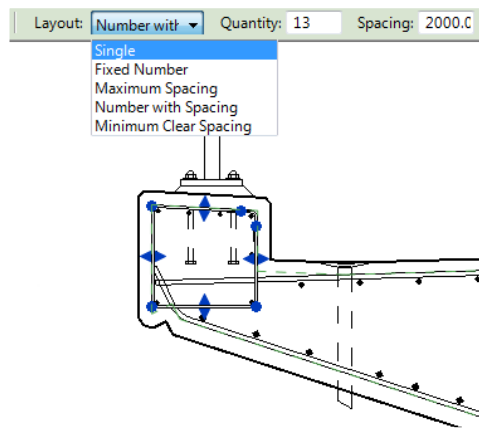 Layout: Number with Quantity: 13 Spacing: 2000.0
Single
Fixed Number
Maximum Spacing
Number with Spacing
Minimum Clear Spacing